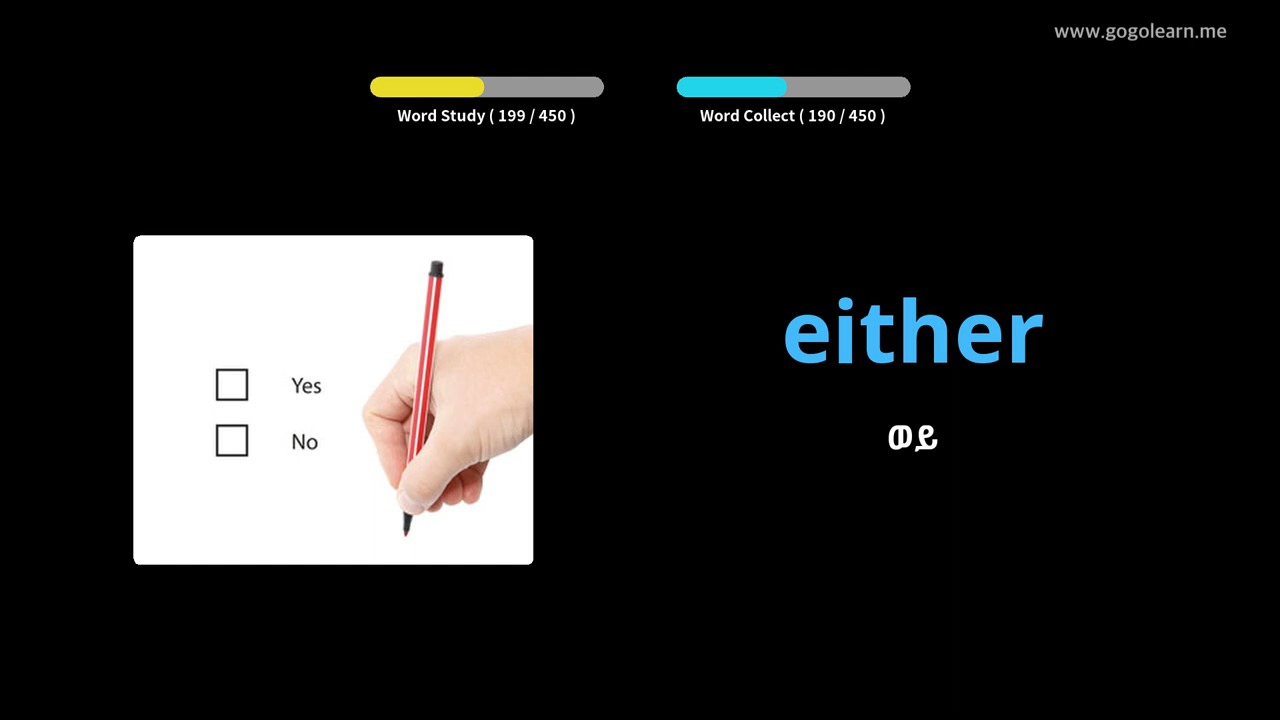 www.gogolearn.me
Word Study ( 199 / 450 )
Word Collect ( 190 / 450 )
Yes
No
either
ወይ